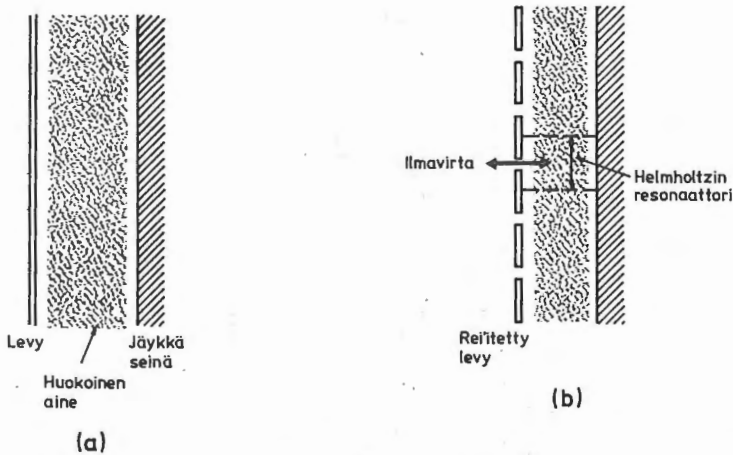 Levy
Jäykkä
seinä
Huokoinen
aine
(a)
Ilmavirta
Helmholtzin
resonaattori
Rei'itetty
levy
(b)